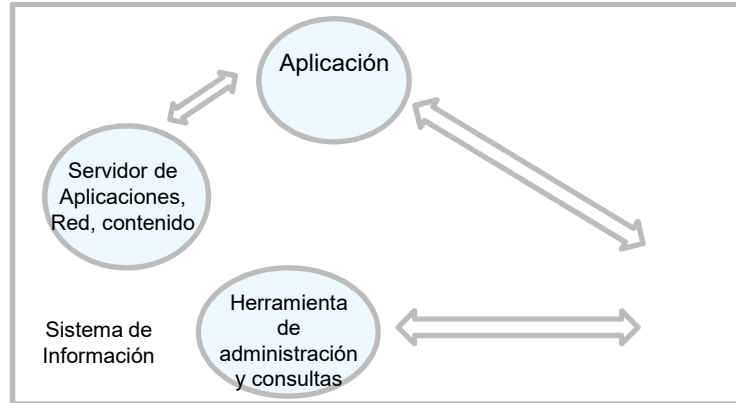 Aplicación
Servidor de
Aplicaciones,
Red, contenido
Herramienta
de
administración
y consultas
Sistema de
Información